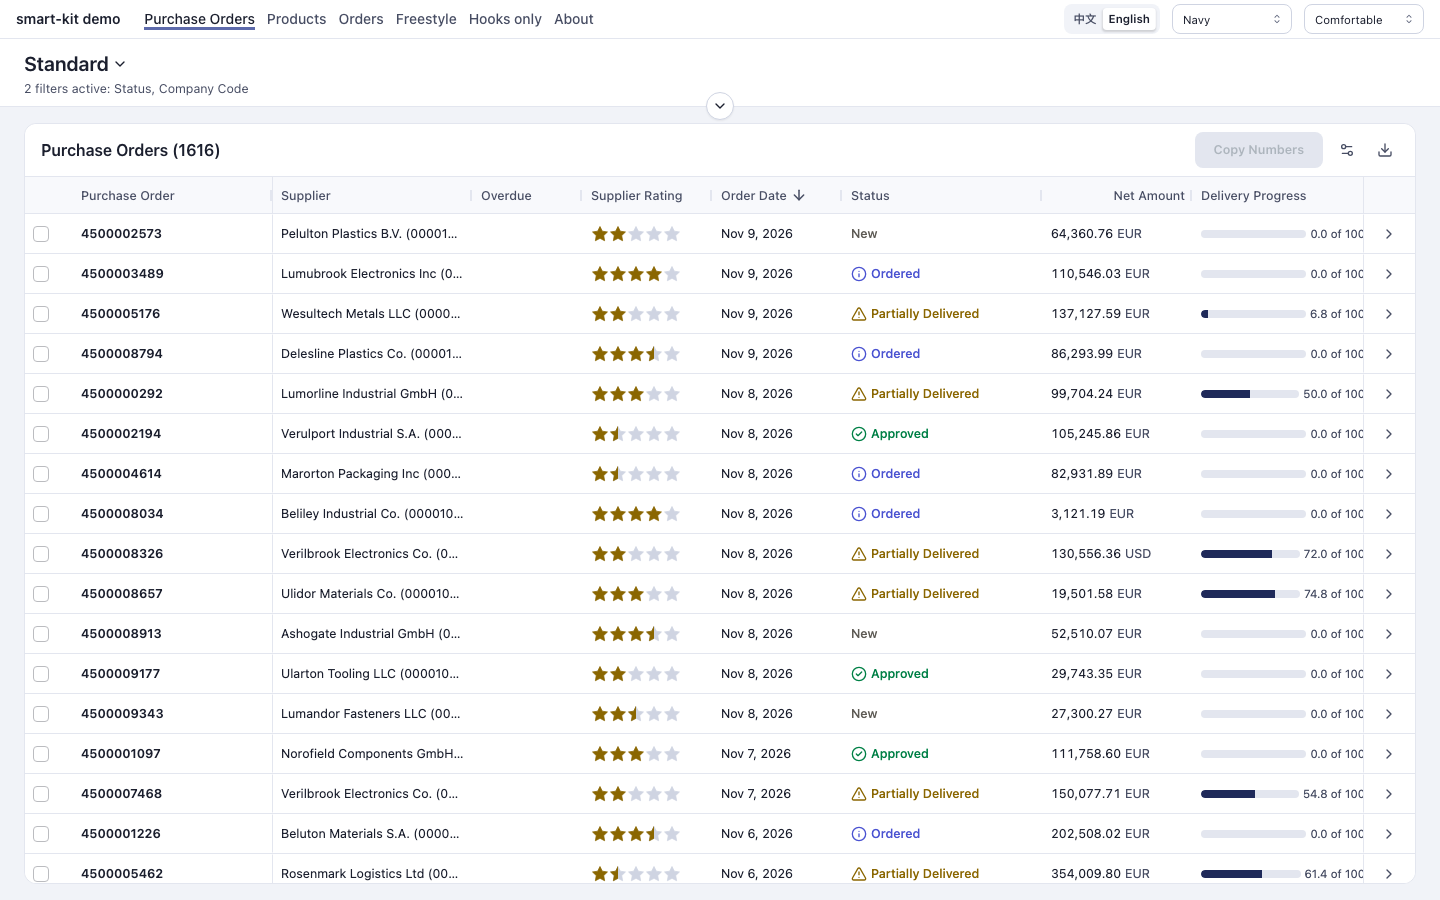 smart-kit demo Purchase Orders Products Orders Freestyle Hooks only About 中文 English Navy Comfortable
Standard
2 filters active: Status, Company Code
Purchase Orders (1616) Copy Numbers
Purchase Order Supplier Overdue Supplier Rating Order Date Status Net Amount Delivery Progress
4500002573 Pelulton Plastics B.V. (00001... Nov 9, 2026 New 64,360.76 EUR 0.0 of 100
4500003489 Lumubrook Electronics Inc (0... Nov 9, 2026 Ordered 110,546.03 EUR 0.0 of 100
4500005176 Wesultech Metals LLC (0000... Nov 9, 2026 Partially Delivered 137,127.59 EUR 6.8 of 100
4500008794 Delesline Plastics Co. (00001... Nov 9, 2026 Ordered 86,293.99 EUR 0.0 of 100
4500000292 Lumorline Industrial GmbH (0... Nov 8, 2026 Partially Delivered 99,704.24 EUR 50.0 of 100
4500002194 Verulport Industrial S.A. (000... Nov 8, 2026 Approved 105,245.86 EUR 0.0 of 100
4500004614 Marorton Packaging Inc (000... Nov 8, 2026 Ordered 82,931.89 EUR 0.0 of 100
4500008034 Beliley Industrial Co. (000010... Nov 8, 2026 Ordered 3,121.19 EUR 0.0 of 100
4500008326 Verilbrook Electronics Co. (0... Nov 8, 2026 Partially Delivered 130,556.36 USD 72.0 of 100
4500008657 Ulidor Materials Co. (000010... Nov 8, 2026 Partially Delivered 19,501.58 EUR 74.8 of 100
4500008913 Ashogate Industrial GmbH (0... Nov 8, 2026 New 52,510.07 EUR 0.0 of 100
4500009177 Ularton Tooling LLC (000010... Nov 8, 2026 Approved 29,743.35 EUR 0.0 of 100
4500009343 Lumandor Fasteners LLC (00... Nov 8, 2026 New 27,300.27 EUR 0.0 of 100
4500001097 Norofield Components GmbH... Nov 7, 2026 Approved 111,758.60 EUR 0.0 of 100
4500007468 Verilbrook Electronics Co. (0... Nov 7, 2026 Partially Delivered 150,077.71 EUR 54.8 of 100
4500001226 Beluton Materials S.A. (0000... Nov 6, 2026 Ordered 202,508.02 EUR 0.0 of 100
4500005462 Rosenmark Logistics Ltd (00... Nov 6, 2026 Partially Delivered 354,009.80 EUR 61.4 of 100